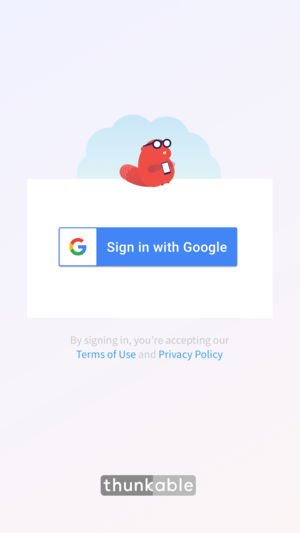 Sign in with Google
By signing in, you're accepting our
Terms of Use and Privacy Policy
thunkable